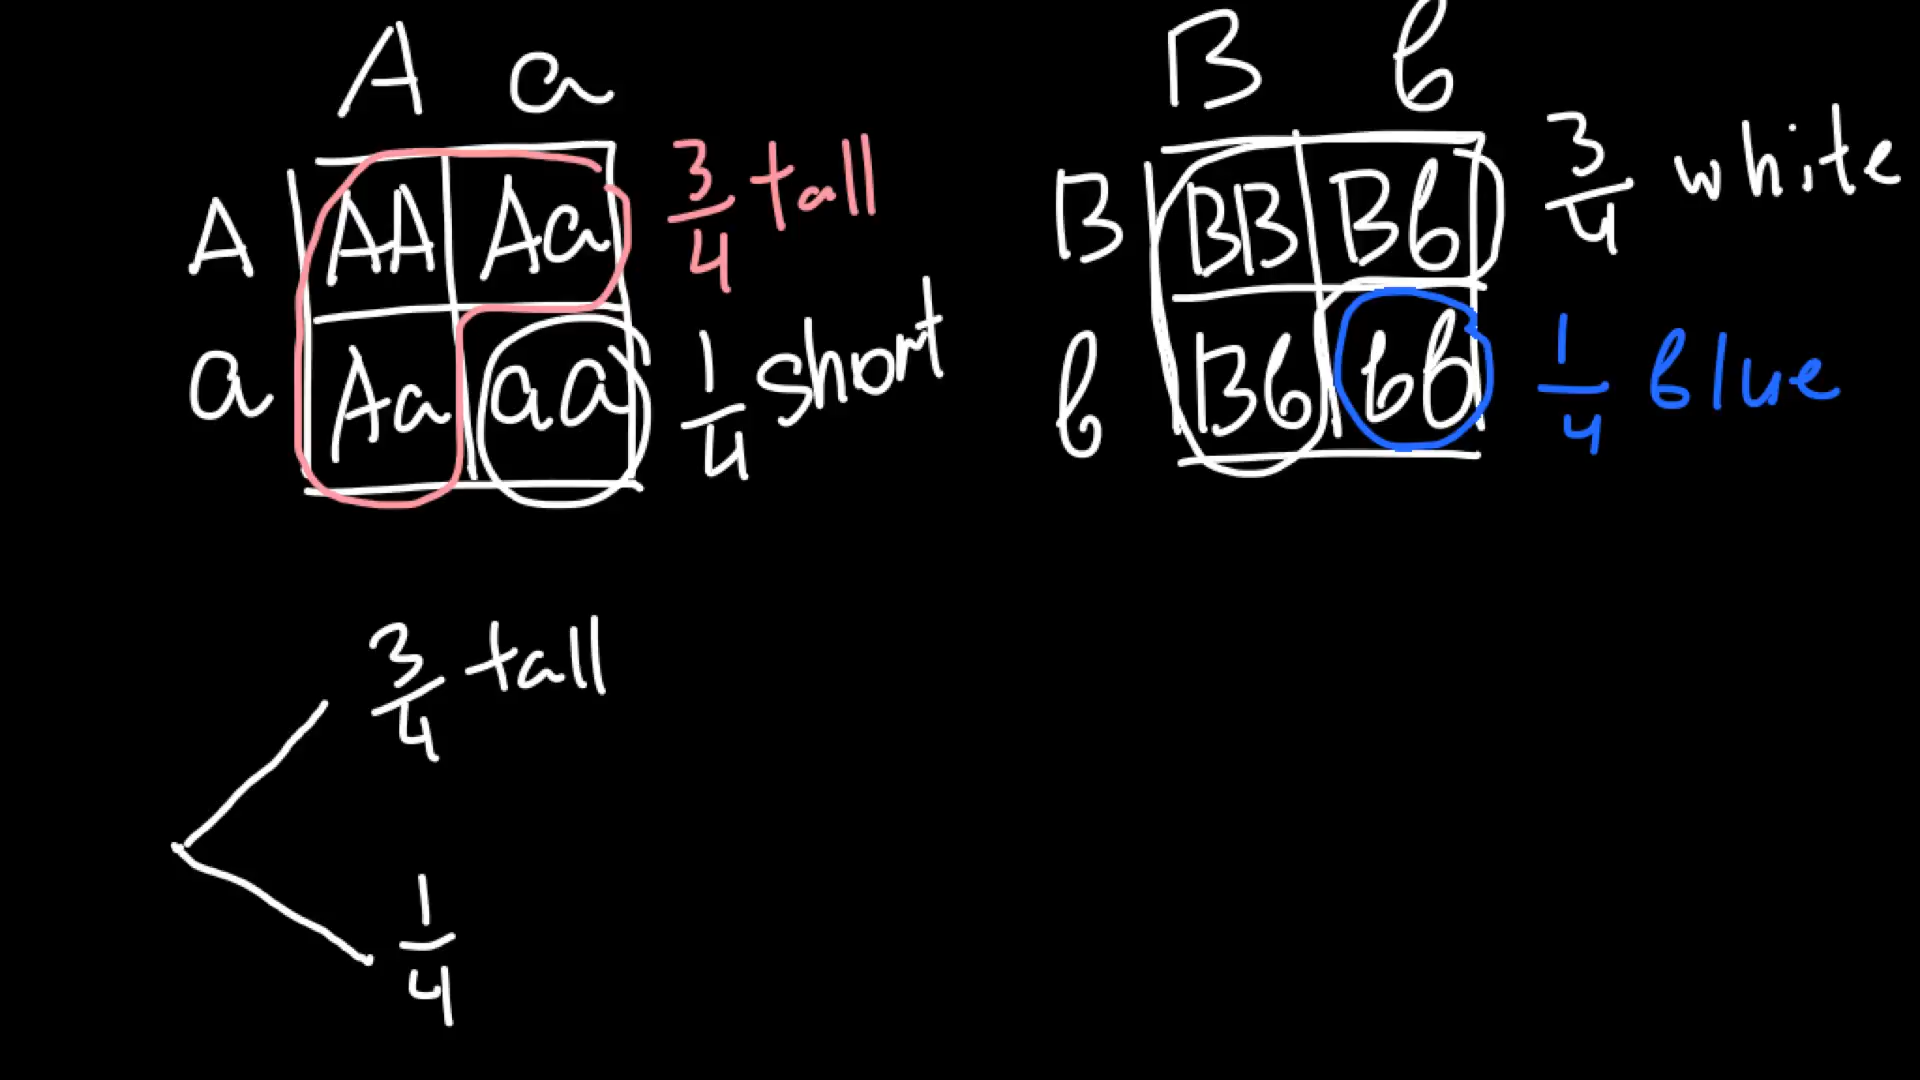 A a
A AA Aa 3/4 tall
a Aa aa 1/4 short
B b
B BB Bb 3/4 white
b Bb bb 1/4 blue
3/4 tall
1/4